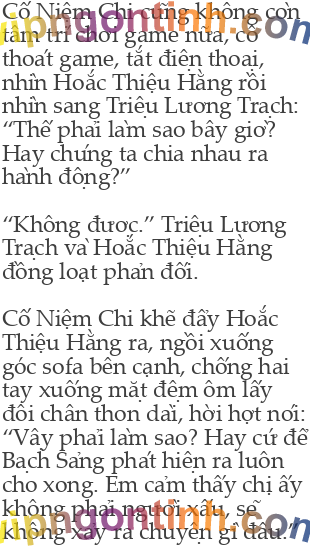 Cố Niệm Chi cũng không còn
tâm trí chơi game nữa, cô
thoát game, tắt điện thoại,
nhìn Hoắc Thiệu Hằng rồi
nhìn sang Triệu Lương Trạch:
“Thế phải làm sao bây giờ?
Hay chúng ta chia nhau ra
hành động?”
“Không được.” Triệu Lương
Trạch và Hoắc Thiệu Hằng
đồng loạt phản đối.
Cố Niệm Chi khẽ đẩy Hoắc
Thiệu Hằng ra, ngồi xuống
góc sofa bên cạnh, chống hai
tay xuống mặt đệm ôm lấy
đôi chân thon dài, hời hợt nói:
“Vậy phải làm sao? Hay cứ để
Bạch Sảng phát hiện ra luôn
cho xong. Em cảm thấy chị ấy
không phải người xấu, sẽ
không xảy ra chuyện gì đâu.”
vipngontinh.com
vipngontinh.com